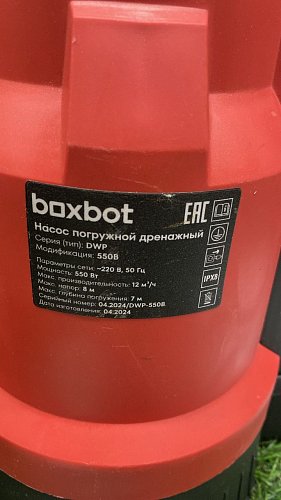 boxbot
EAC
Насос погружной дренажный
Серия (тип): DWP
Модификация: 550B
Параметры сети: ~220 В, 50 Гц
Мощность: 550 Вт
Макс. производительность: 12 м³/ч
Макс. напор: 8 м
Макс. глубина погружения: 7 м
Серийный номер: 04.2024/DWP-550B
Дата изготовления: 04.2024
IPX8